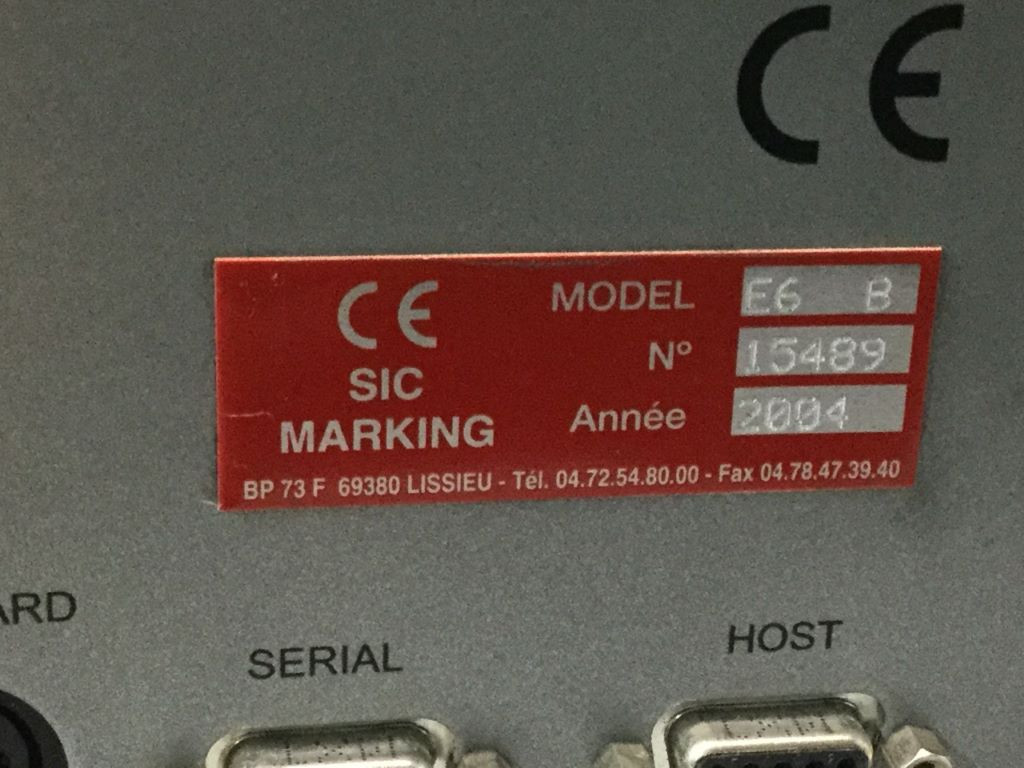 CE
CE
SIC
MARKING
MODEL E6 B
N° 15489
Année 2004
BP 73 F 69380 LISSIEU - Tél. 04.72.54.80.00 - Fax 04.78.47.39.40
ARD
SERIAL
HOST